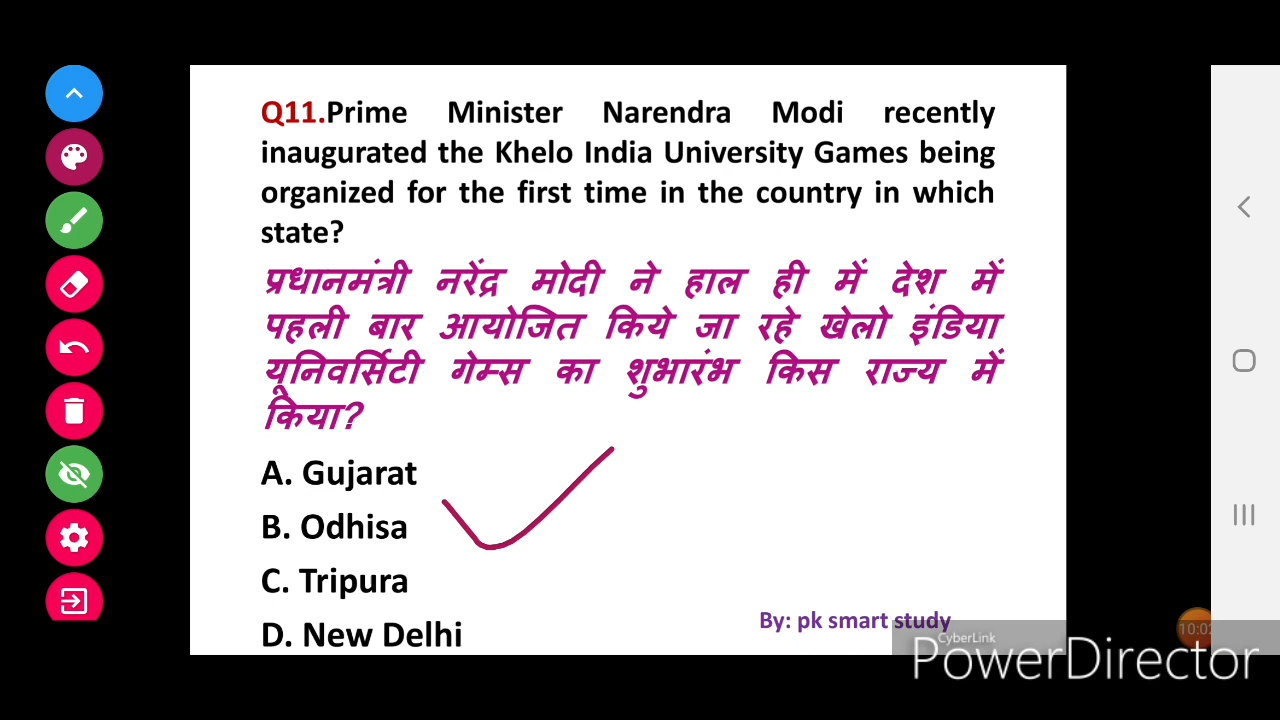 Q11.Prime Minister Narendra Modi recently
inaugurated the Khelo India University Games being
organized for the first time in the country in which
state?
प्रधानमंत्री नरेंद्र मोदी ने हाल ही में देश में
पहली बार आयोजित किये जा रहे खेलो इंडिया
यूनिवर्सिटी गेम्स का शुभारंभ किस राज्य में
किया?
A. Gujarat
B. Odhisa
C. Tripura
D. New Delhi
By: pk smart study
CyberLink
PowerDirector